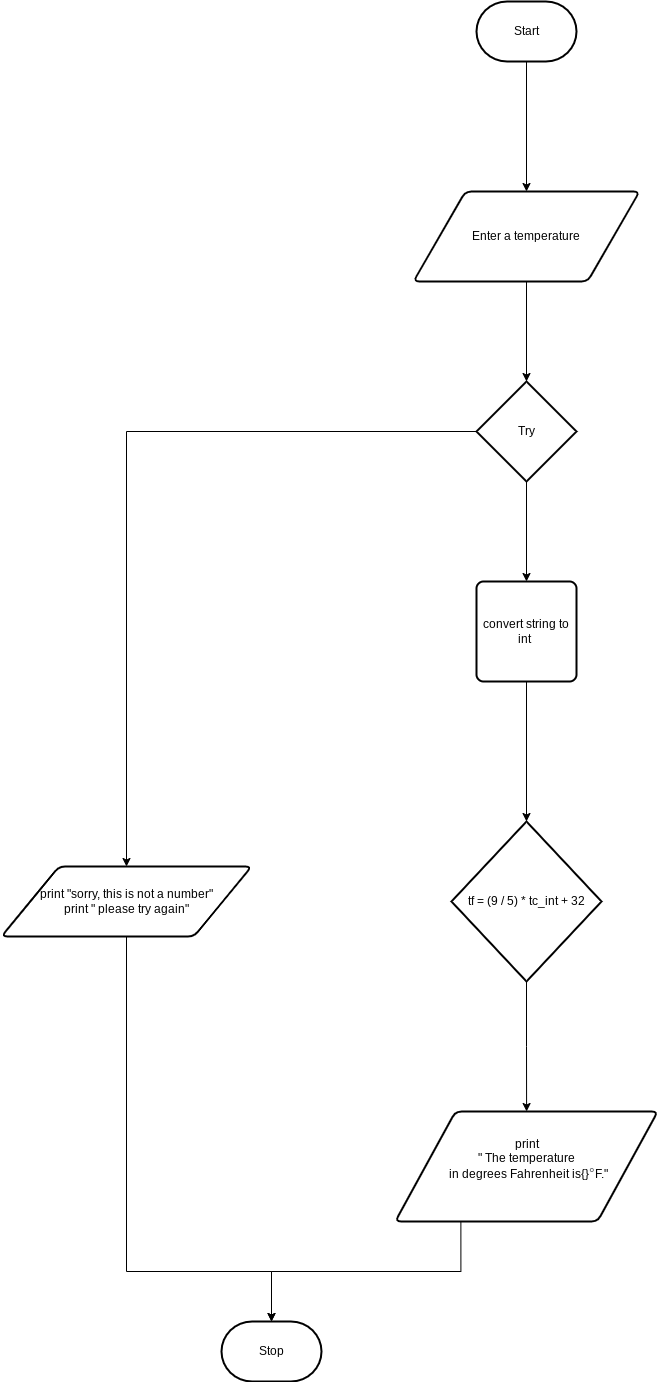 Start
Enter a temperature
Try
convert string to
int
print "sorry, this is not a number"
print " please try again"
tf = (9 / 5) * tc_int + 32
print
" The temperature
in degrees Fahrenheit is{}°F."
Stop